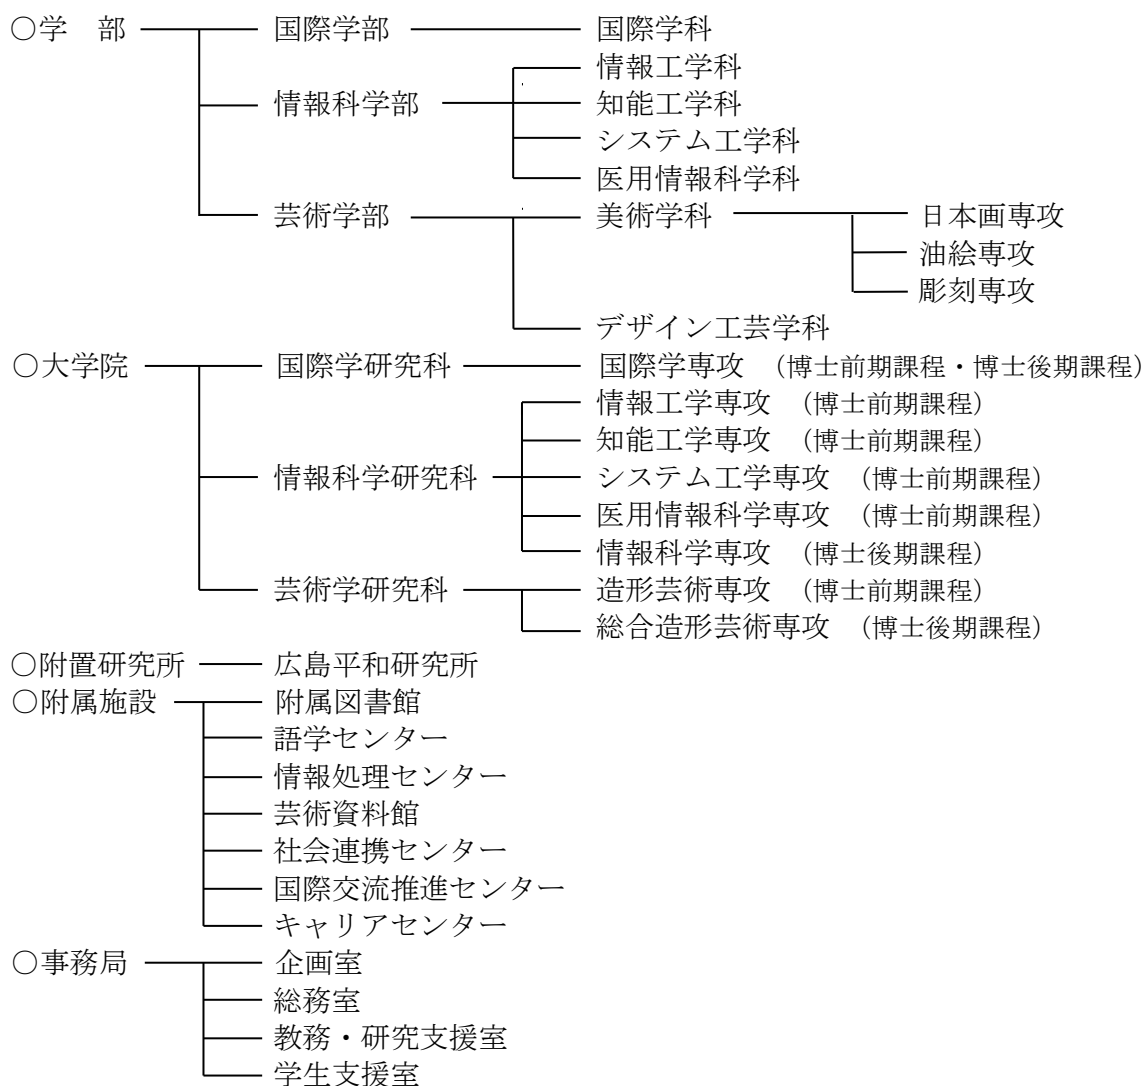 ○学　部 国際学部 国際学科
情報工学科
情報科学部 知能工学科
システム工学科
医用情報科学科
芸術学部 美術学科 日本画専攻
油絵専攻
彫刻専攻
デザイン工芸学科
○大学院 国際学研究科 国際学専攻 （博士前期課程・博士後期課程）
情報工学専攻 （博士前期課程）
知能工学専攻 （博士前期課程）
情報科学研究科 システム工学専攻 （博士前期課程）
医用情報科学専攻 （博士前期課程）
情報科学専攻 （博士後期課程）
芸術学研究科 造形芸術専攻 （博士前期課程）
総合造形芸術専攻 （博士後期課程）
○附置研究所 広島平和研究所
○附属施設 附属図書館
語学センター
情報処理センター
芸術資料館
社会連携センター
国際交流推進センター
キャリアセンター
○事務局 企画室
総務室
教務・研究支援室
学生支援室